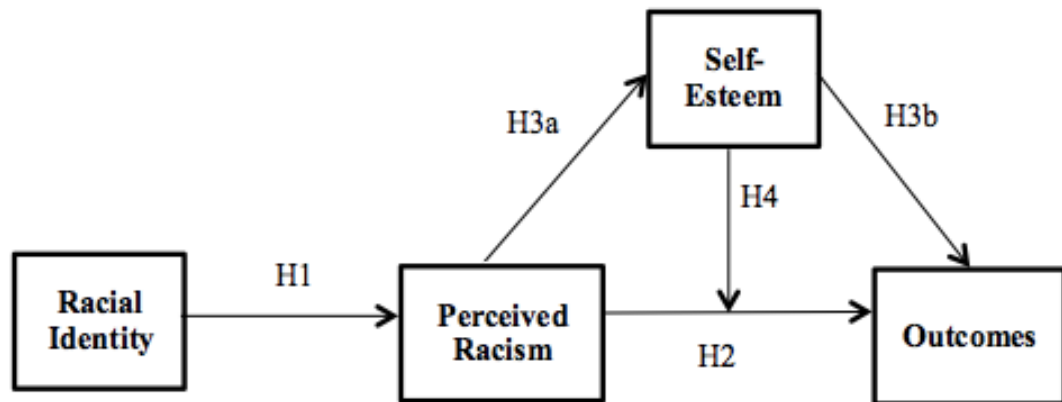 Self-
Esteem
H3a
H3b
H4
H1
Racial
Identity
Perceived
Racism
H2
Outcomes